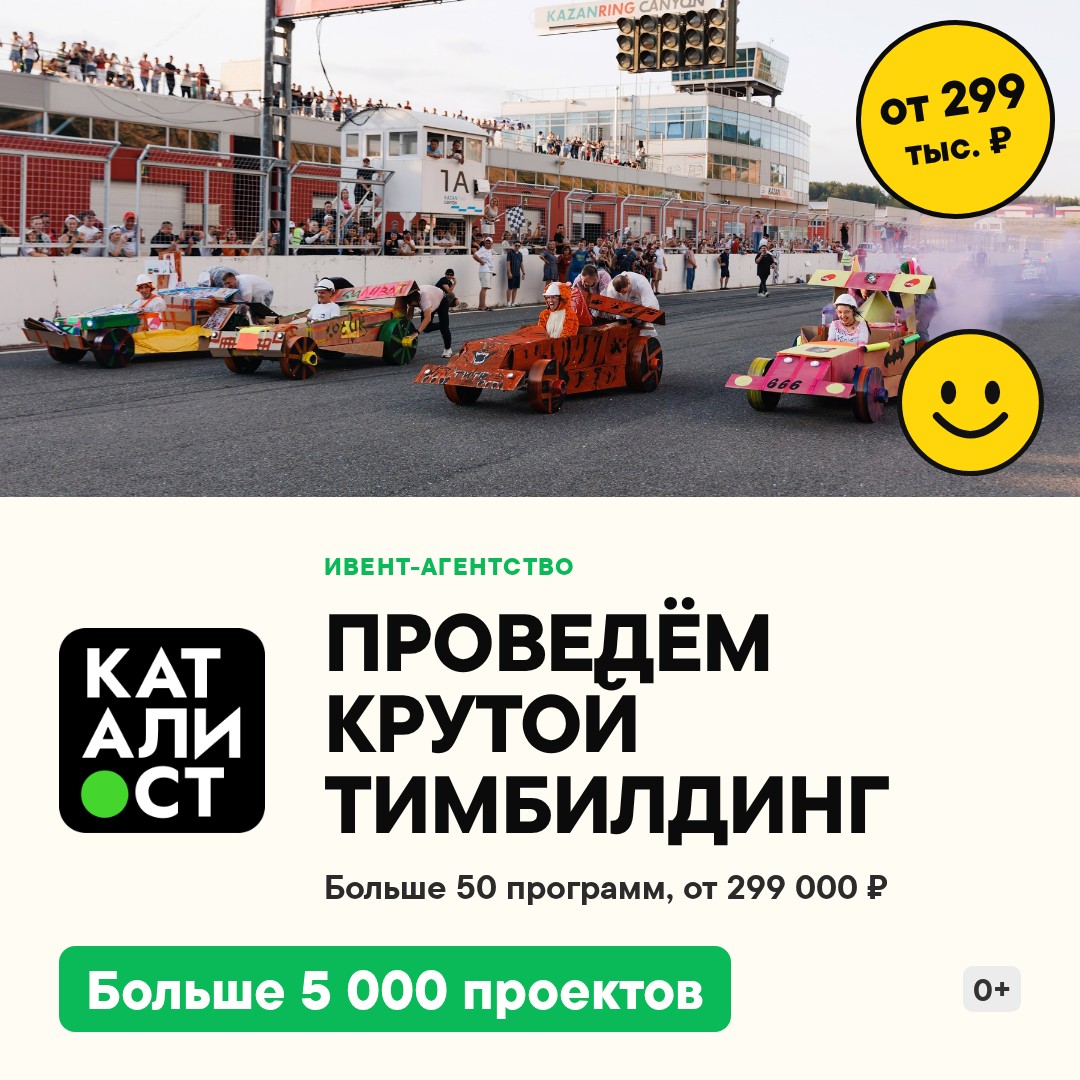 KAZANRING CANYON
от 299
тыс. ₽
1A
666
ИВЕНТ-АГЕНТСТВО
ПРОВЕДЁМ
КРУТОЙ
ТИМБИЛДИНГ
КАТ
АЛИ
СТ
Больше 50 программ, от 299 000 ₽
Больше 5 000 проектов
0+